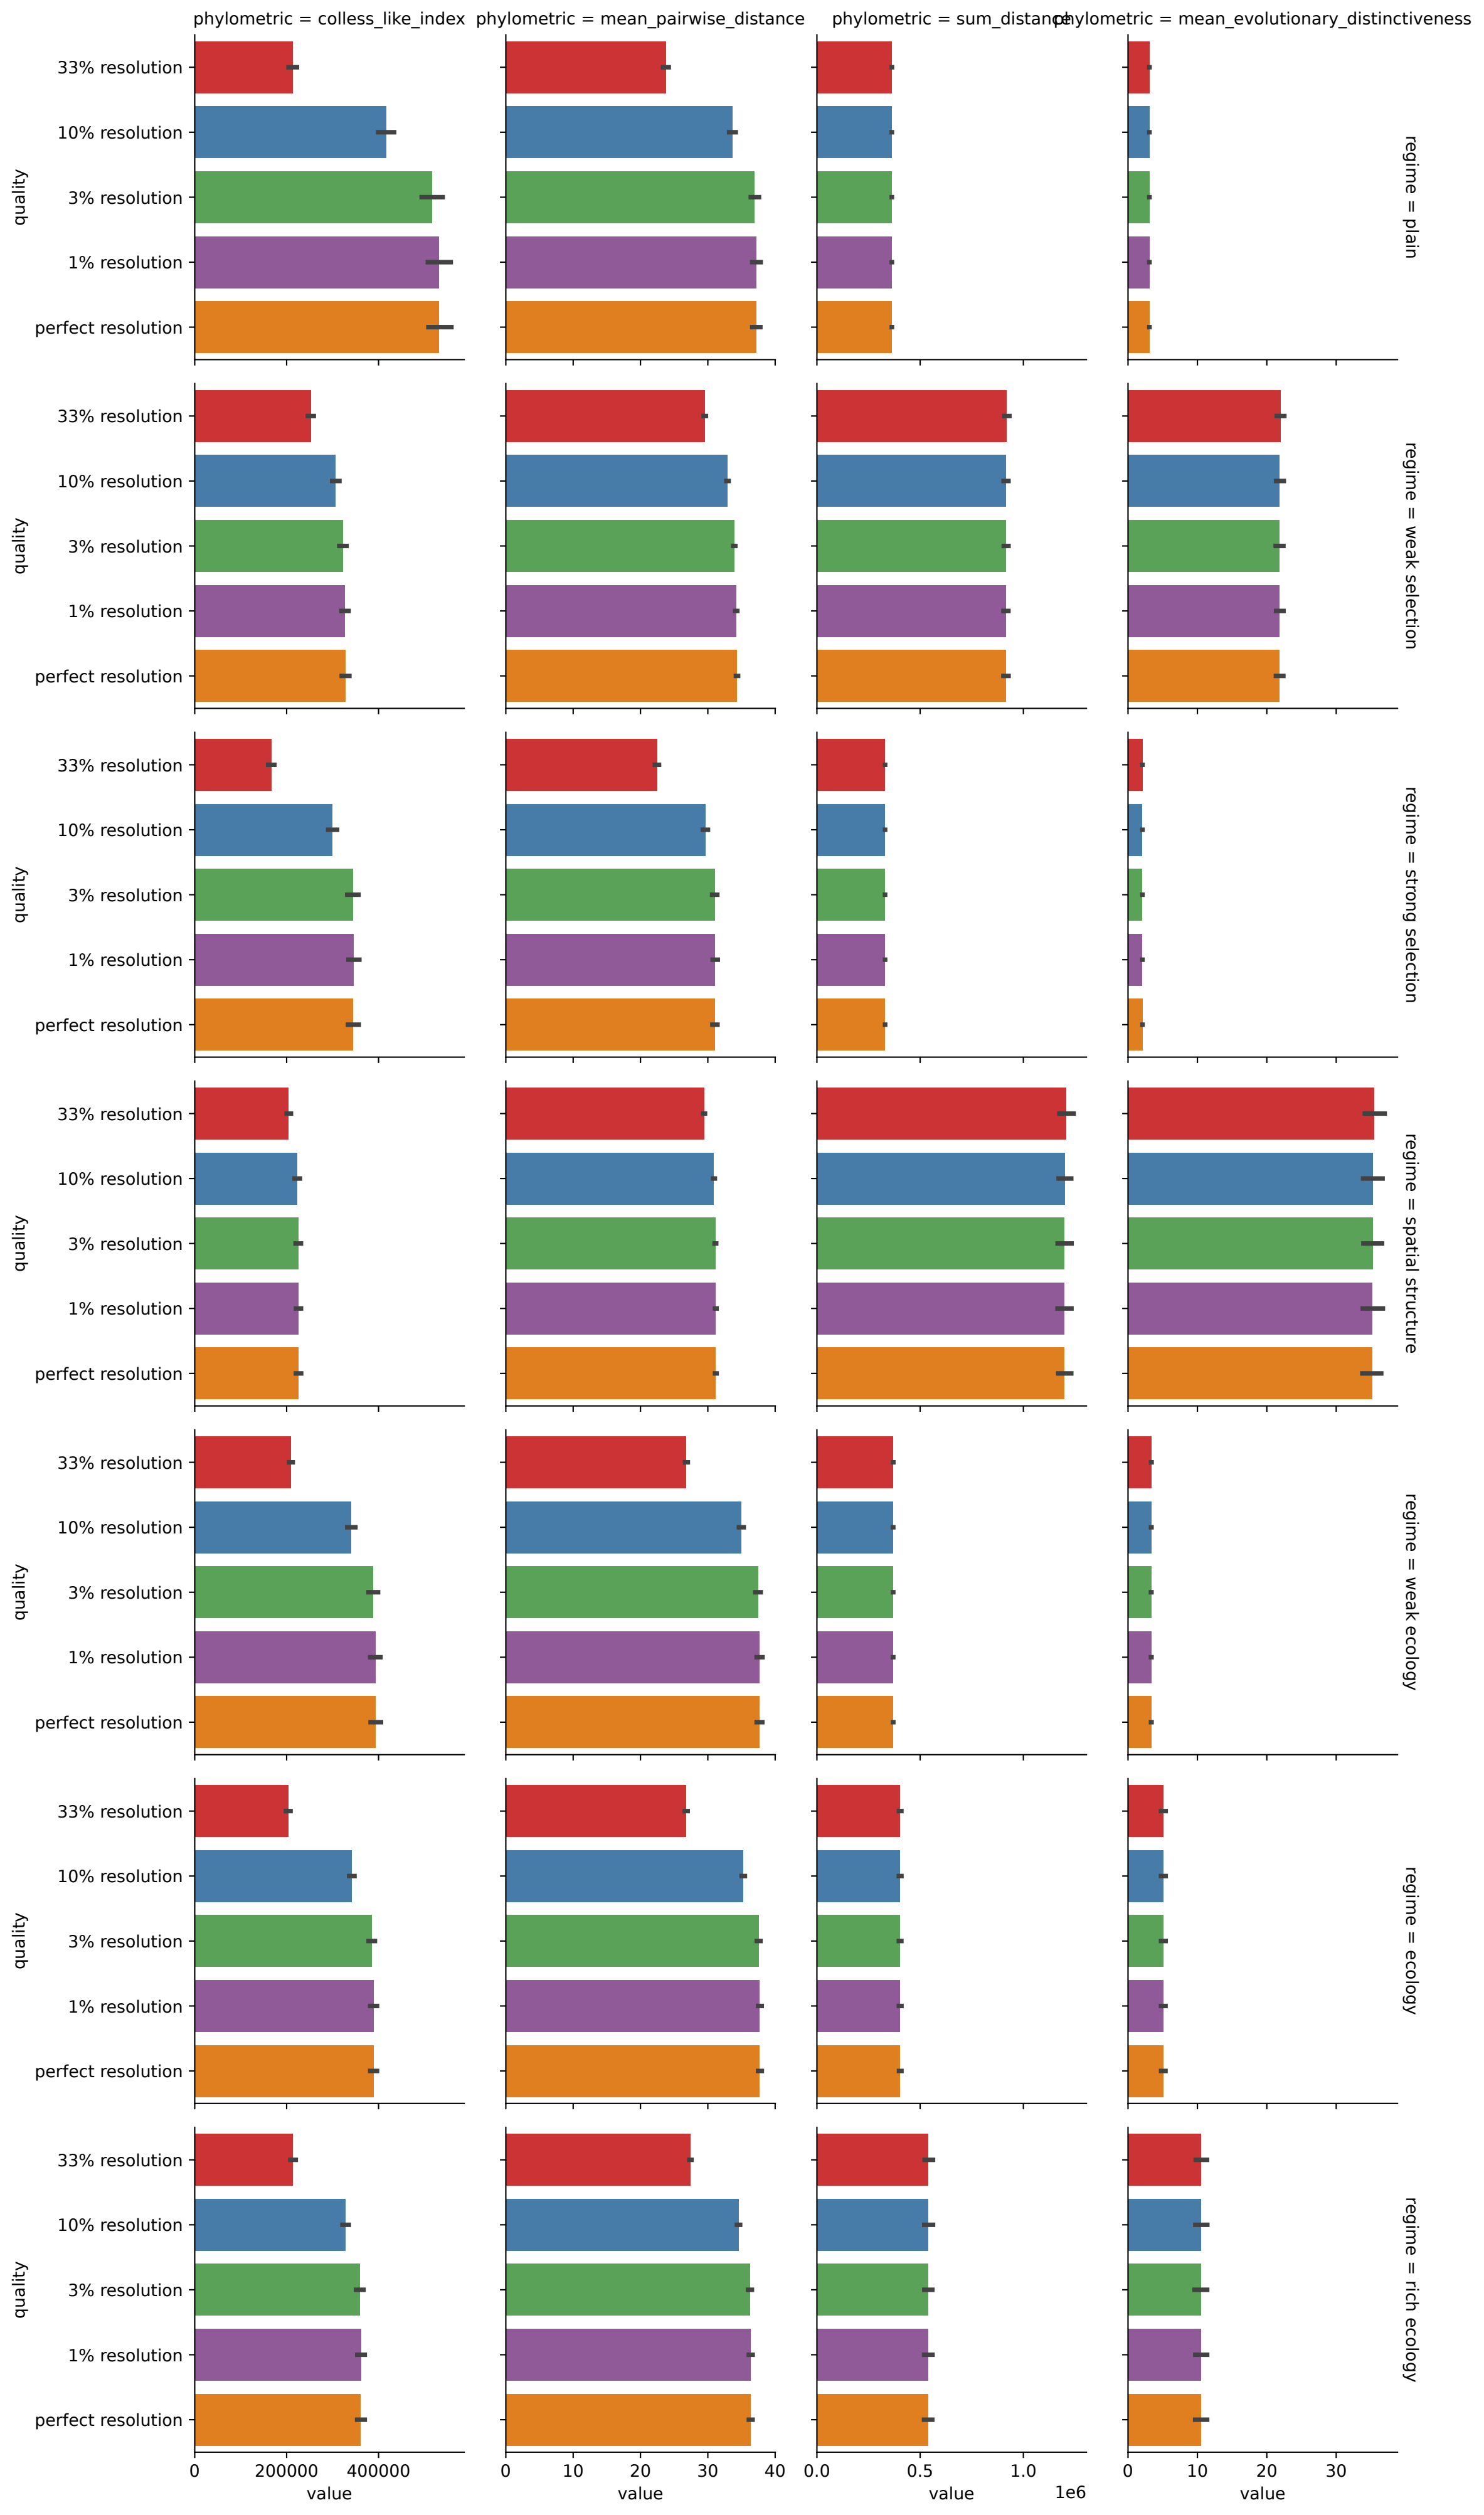 phylometric = colless_like_index
phylometric = mean_pairwise_distance
phylometric = sum_distance
phylometric = mean_evolutionary_distinctiveness
33% resolution
10% resolution
3% resolution
1% resolution
perfect resolution
quality
regime = plain
33% resolution
10% resolution
3% resolution
1% resolution
perfect resolution
quality
regime = weak selection
33% resolution
10% resolution
3% resolution
1% resolution
perfect resolution
quality
regime = strong selection
33% resolution
10% resolution
3% resolution
1% resolution
perfect resolution
quality
regime = spatial structure
33% resolution
10% resolution
3% resolution
1% resolution
perfect resolution
quality
regime = weak ecology
33% resolution
10% resolution
3% resolution
1% resolution
perfect resolution
quality
regime = ecology
33% resolution
10% resolution
3% resolution
1% resolution
perfect resolution
quality
regime = rich ecology
0 200000 400000
value
0 10 20 30 40
value
0.0 0.5 1.0
1e6
value
0 10 20 30
value